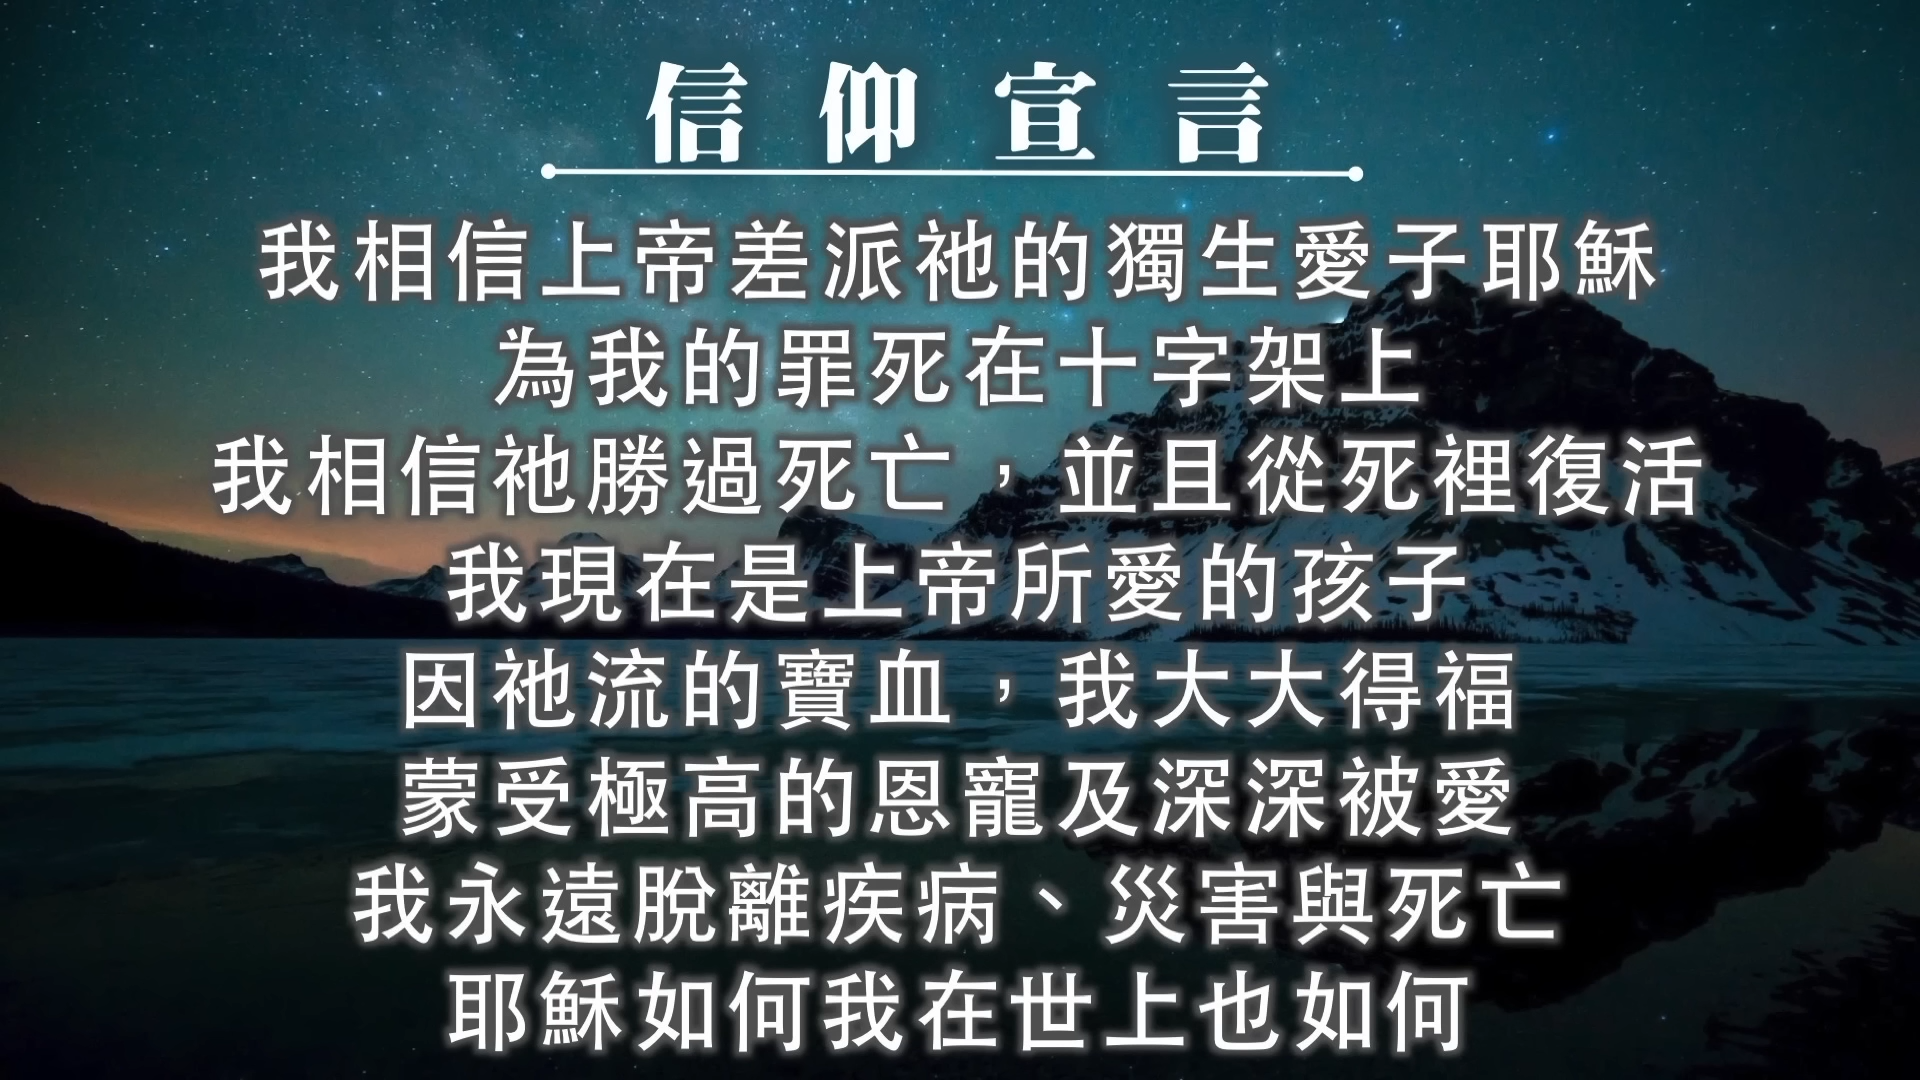 信仰宣言
我相信上帝差派祂的獨生愛子耶穌
為我的罪死在十字架上
我相信祂勝過死亡，並且從死裡復活
我現在是上帝所愛的孩子
因祂流的寶血，我大大得福
蒙受極高的恩寵及深深被愛
我永遠脫離疾病、災害與死亡
耶穌如何我在世上也如何